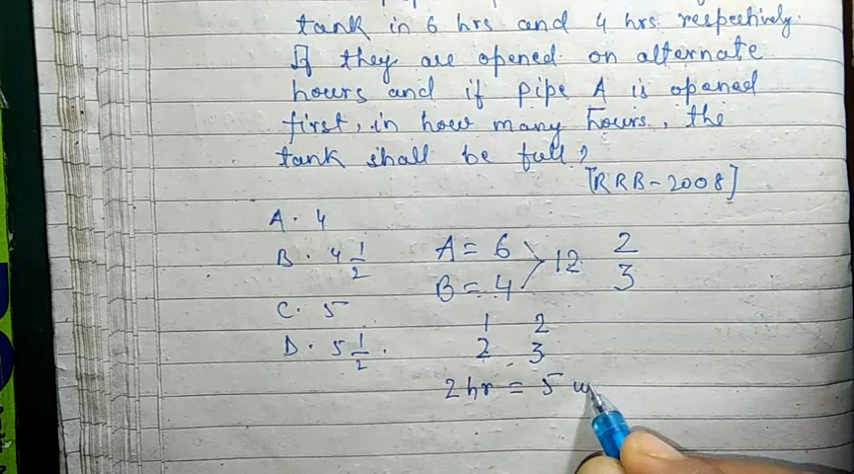 tank in 6 hrs and 4 hrs respectively.
If they are opened on alternate
hours and if pipe A is opened
first, in how many hours, the
tank shall be full?
[RRB-2008]
A. 4
B. 4 1/2
C. 5
D. 5 1/2.
A = 6 > 12 2
B = 4 3
1 2
2 3
2 hr = 5 u